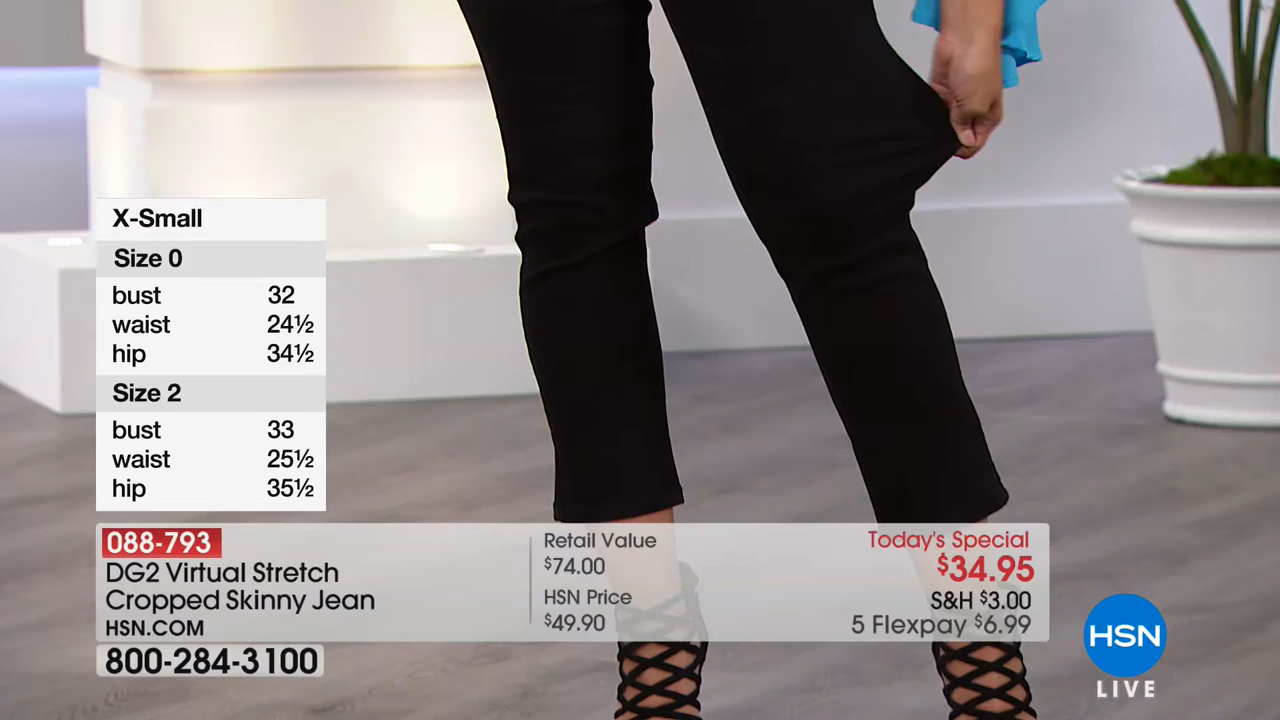 X-Small
Size 0
bust 32
waist 24½
hip 34½
Size 2
bust 33
waist 25½
hip 35½
088-793
DG2 Virtual Stretch
Cropped Skinny Jean
HSN.COM
800-284-3100
Retail Value
$74.00
HSN Price
$49.90
Today's Special
$34.95
S&H $3.00
5 Flexpay $6.99
HSN
LIVE